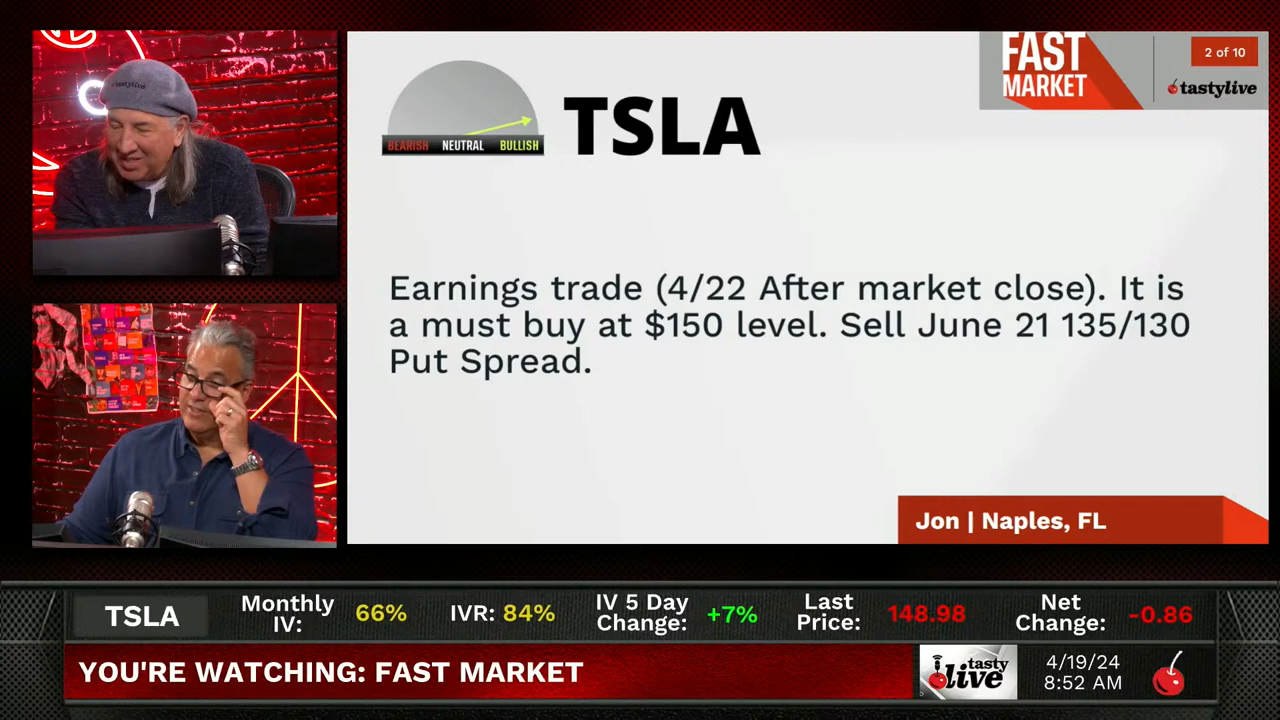 tastylive
FAST
MARKET
2 of 10
tastylive
TSLA
BEARISH NEUTRAL BULLISH
Earnings trade (4/22 After market close). It is
a must buy at $150 level. Sell June 21 135/130
Put Spread.
Jon | Naples, FL
TSLA
Monthly
IV:
66%
IVR: 84%
IV 5 Day
Change:
+7%
Last
Price:
148.98
Net
Change:
-0.86
YOU'RE WATCHING: FAST MARKET
tasty
live
4/19/24
8:52 AM